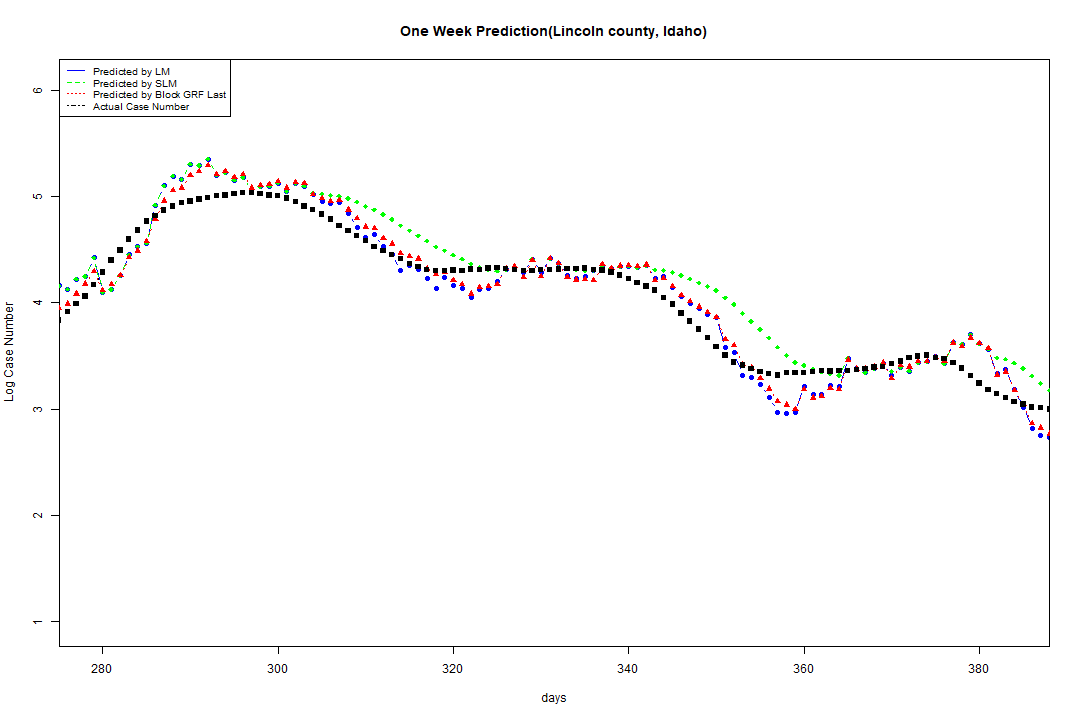 One Week Prediction(Lincoln county, Idaho)
Predicted by LM
Predicted by SLM
Predicted by Block GRF Last
Actual Case Number
6
5
4
3
2
1
Log Case Number
280 300 320 340 360 380
days